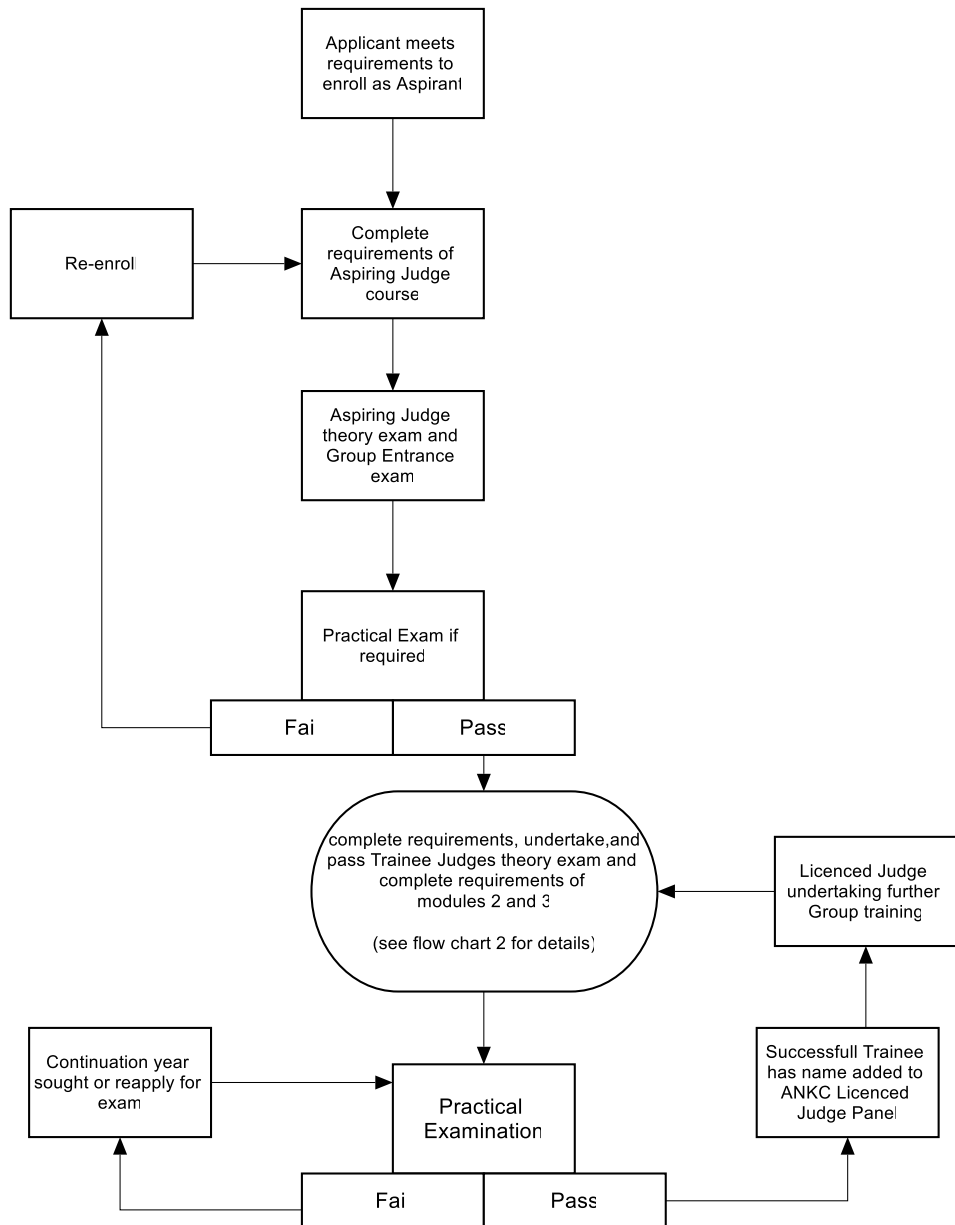 Applicant meets
requirements to
enroll as Aspirant
Re-enroll
Complete
requirements of
Aspiring Judge
course
Aspiring Judge
theory exam and
Group Entrance
exam
Practical Exam if
required
Fai
Pass
complete requirements, undertake,and
pass Trainee Judges theory exam and
complete requirements of
modules 2 and 3
(see flow chart 2 for details)
Licenced Judge
undertaking further
Group training
Continuation year
sought or reapply for
exam
Practical
Examination
Successfull Trainee
has name added to
ANKC Licenced
Judge Panel
Fai
Pass